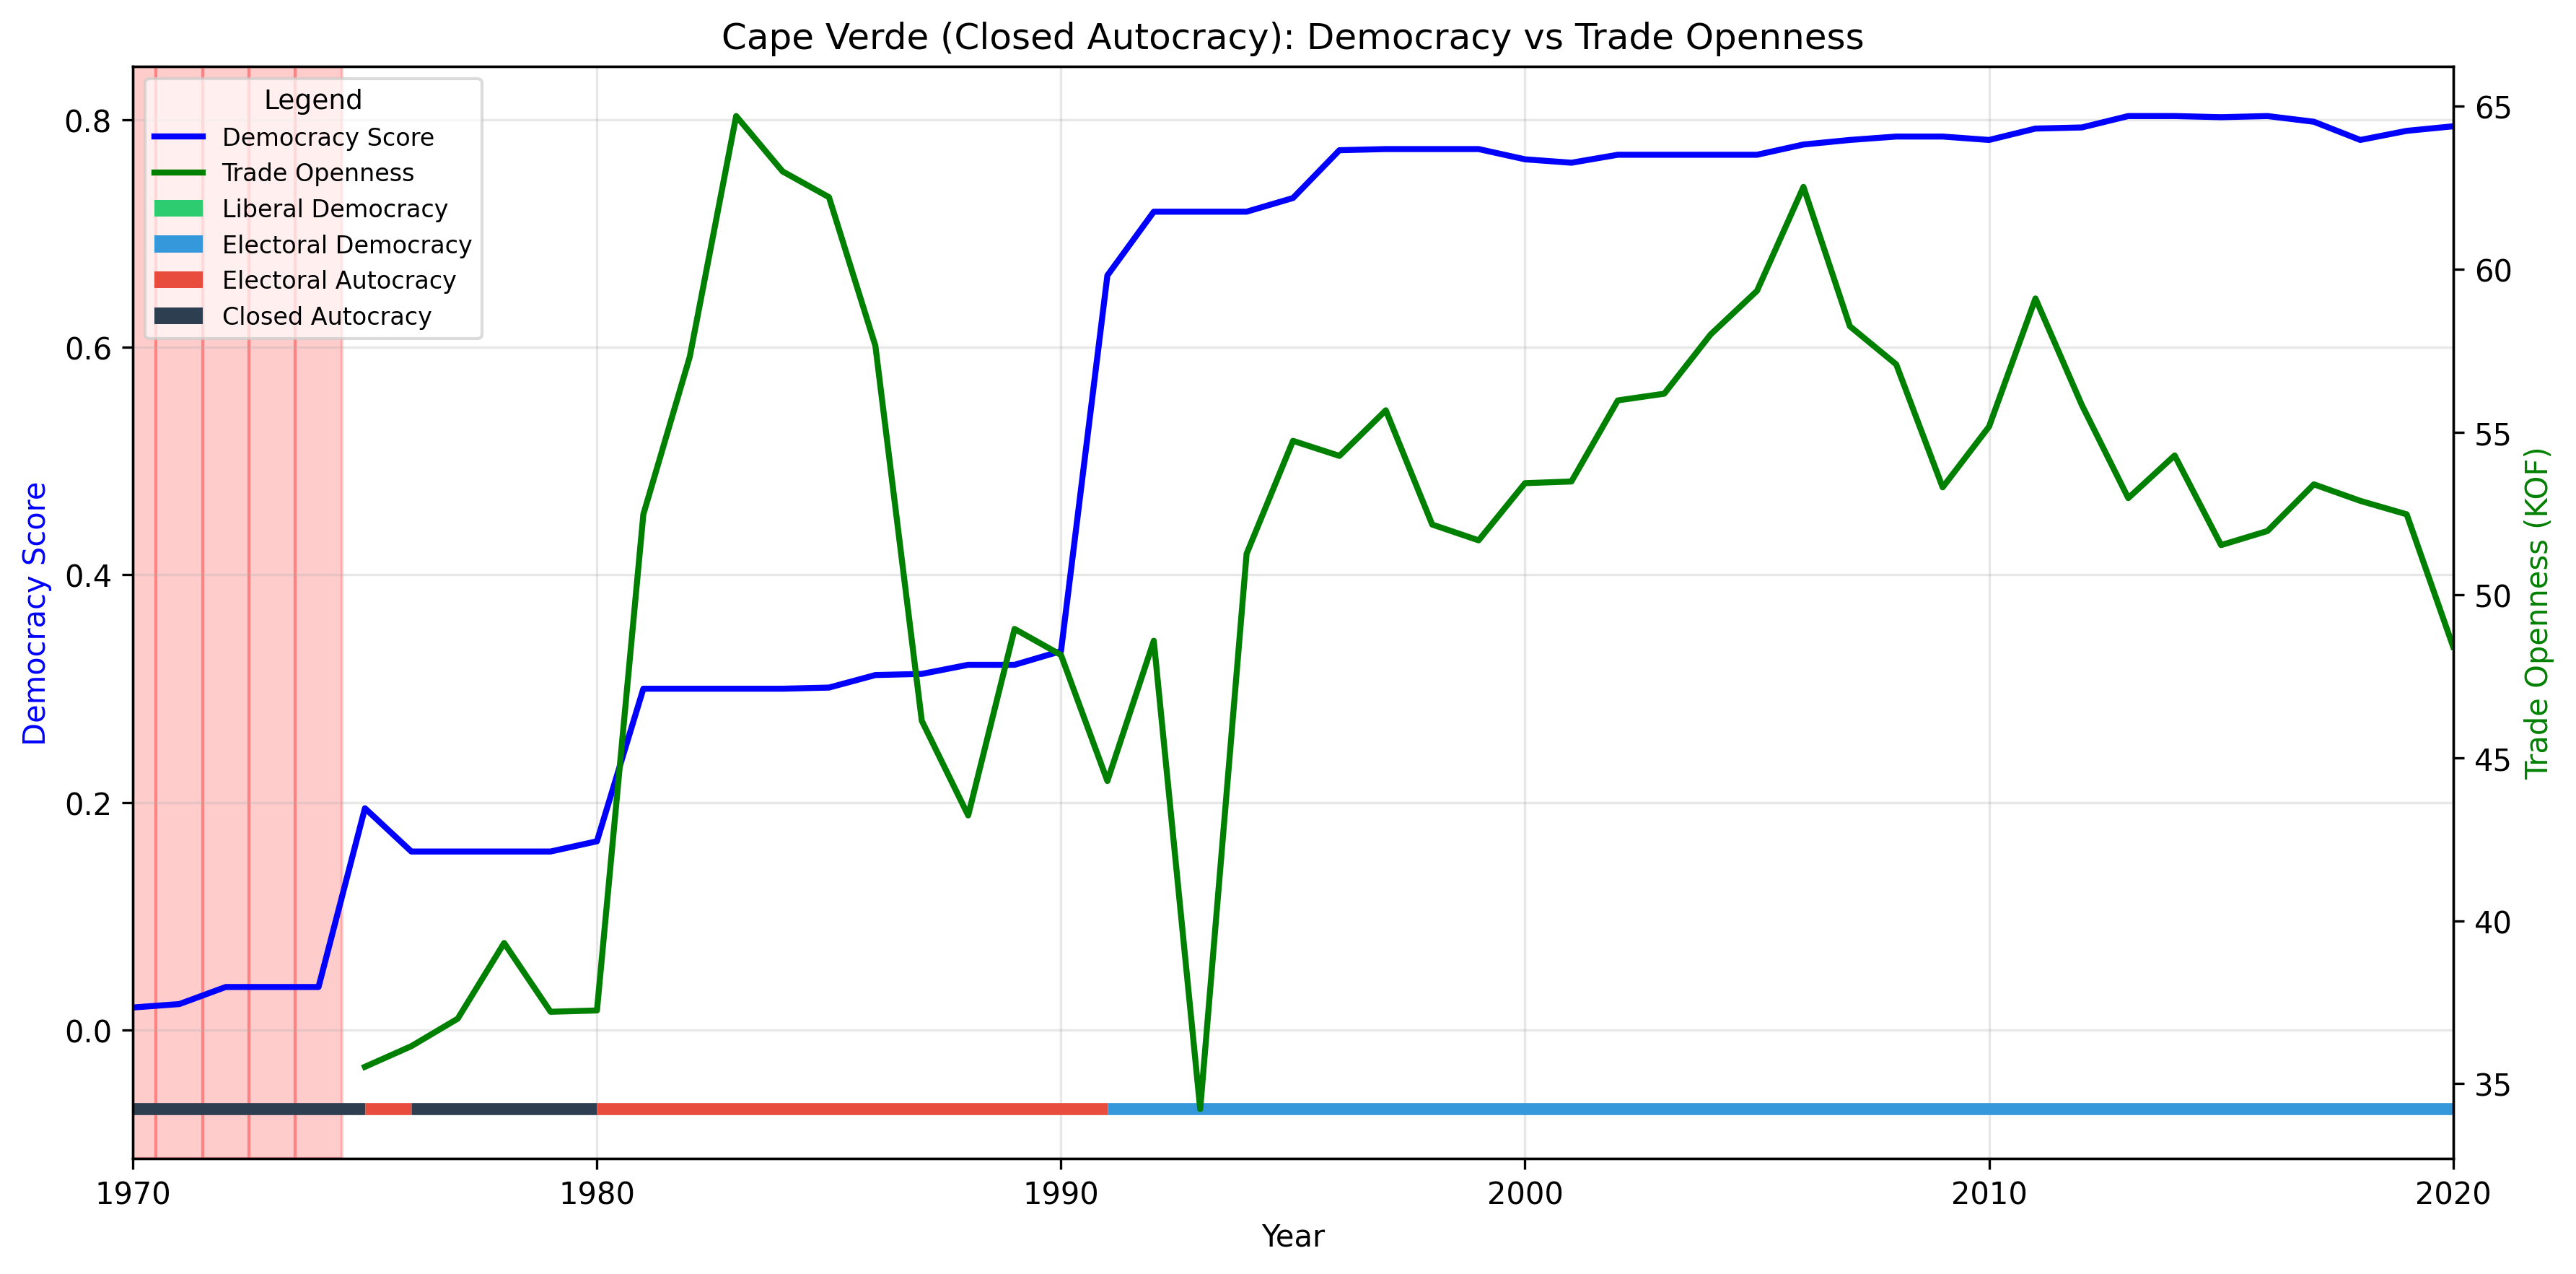 Cape Verde (Closed Autocracy): Democracy vs Trade Openness
Legend
Democracy Score
Trade Openness
Liberal Democracy
Electoral Democracy
Electoral Autocracy
Closed Autocracy
0.8
0.6
0.4
0.2
0.0
Democracy Score
65
60
55
50
45
40
35
Trade Openness (KOF)
1970
1980
1990
2000
2010
2020
Year